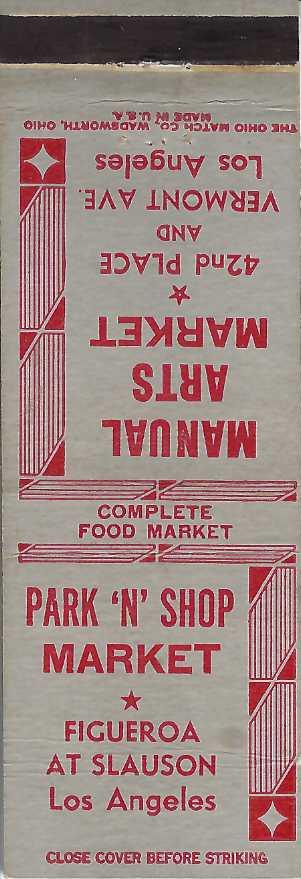 THE OHIO MATCH CO., WADSWORTH, OHIO
MADE IN U.S.A.
MANUAL
ARTS
MARKET
★
42nd PLACE
AND
VERMONT AVE.
Los Angeles
COMPLETE
FOOD MARKET
PARK 'N' SHOP
MARKET
★
FIGUEROA
AT SLAUSON
Los Angeles
CLOSE COVER BEFORE STRIKING